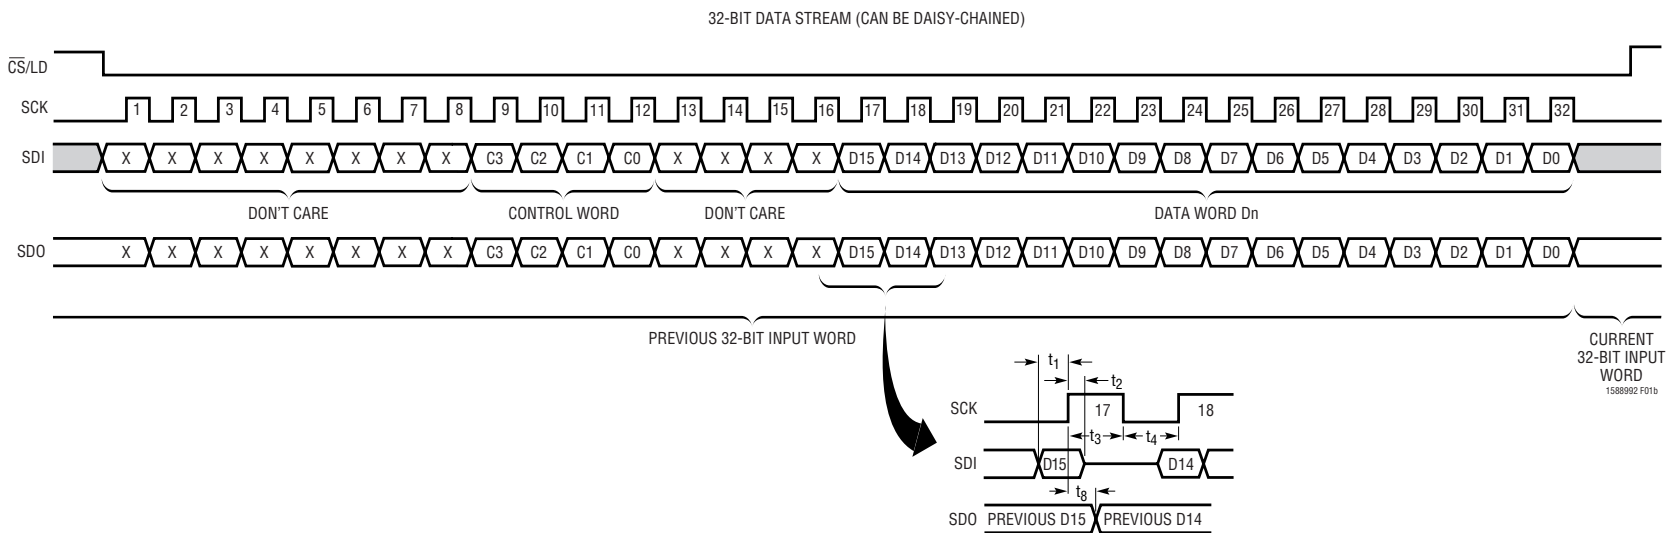 32-BIT DATA STREAM (CAN BE DAISY-CHAINED)
CS/LD
SCK 1 2 3 4 5 6 7 8 9 10 11 12 13 14 15 16 17 18 19 20 21 22 23 24 25 26 27 28 29 30 31 32
SDI X X X X X X X X C3 C2 C1 C0 X X X X D15 D14 D13 D12 D11 D10 D9 D8 D7 D6 D5 D4 D3 D2 D1 D0
DON'T CARE CONTROL WORD DON'T CARE DATA WORD Dn
SDO X X X X X X X X C3 C2 C1 C0 X X X X D15 D14 D13 D12 D11 D10 D9 D8 D7 D6 D5 D4 D3 D2 D1 D0
PREVIOUS 32-BIT INPUT WORD
CURRENT
32-BIT INPUT
WORD
1588992 F01b
t1
t2
SCK 17 18
t3 t4
SDI D15 D14
t8
SDO PREVIOUS D15 PREVIOUS D14